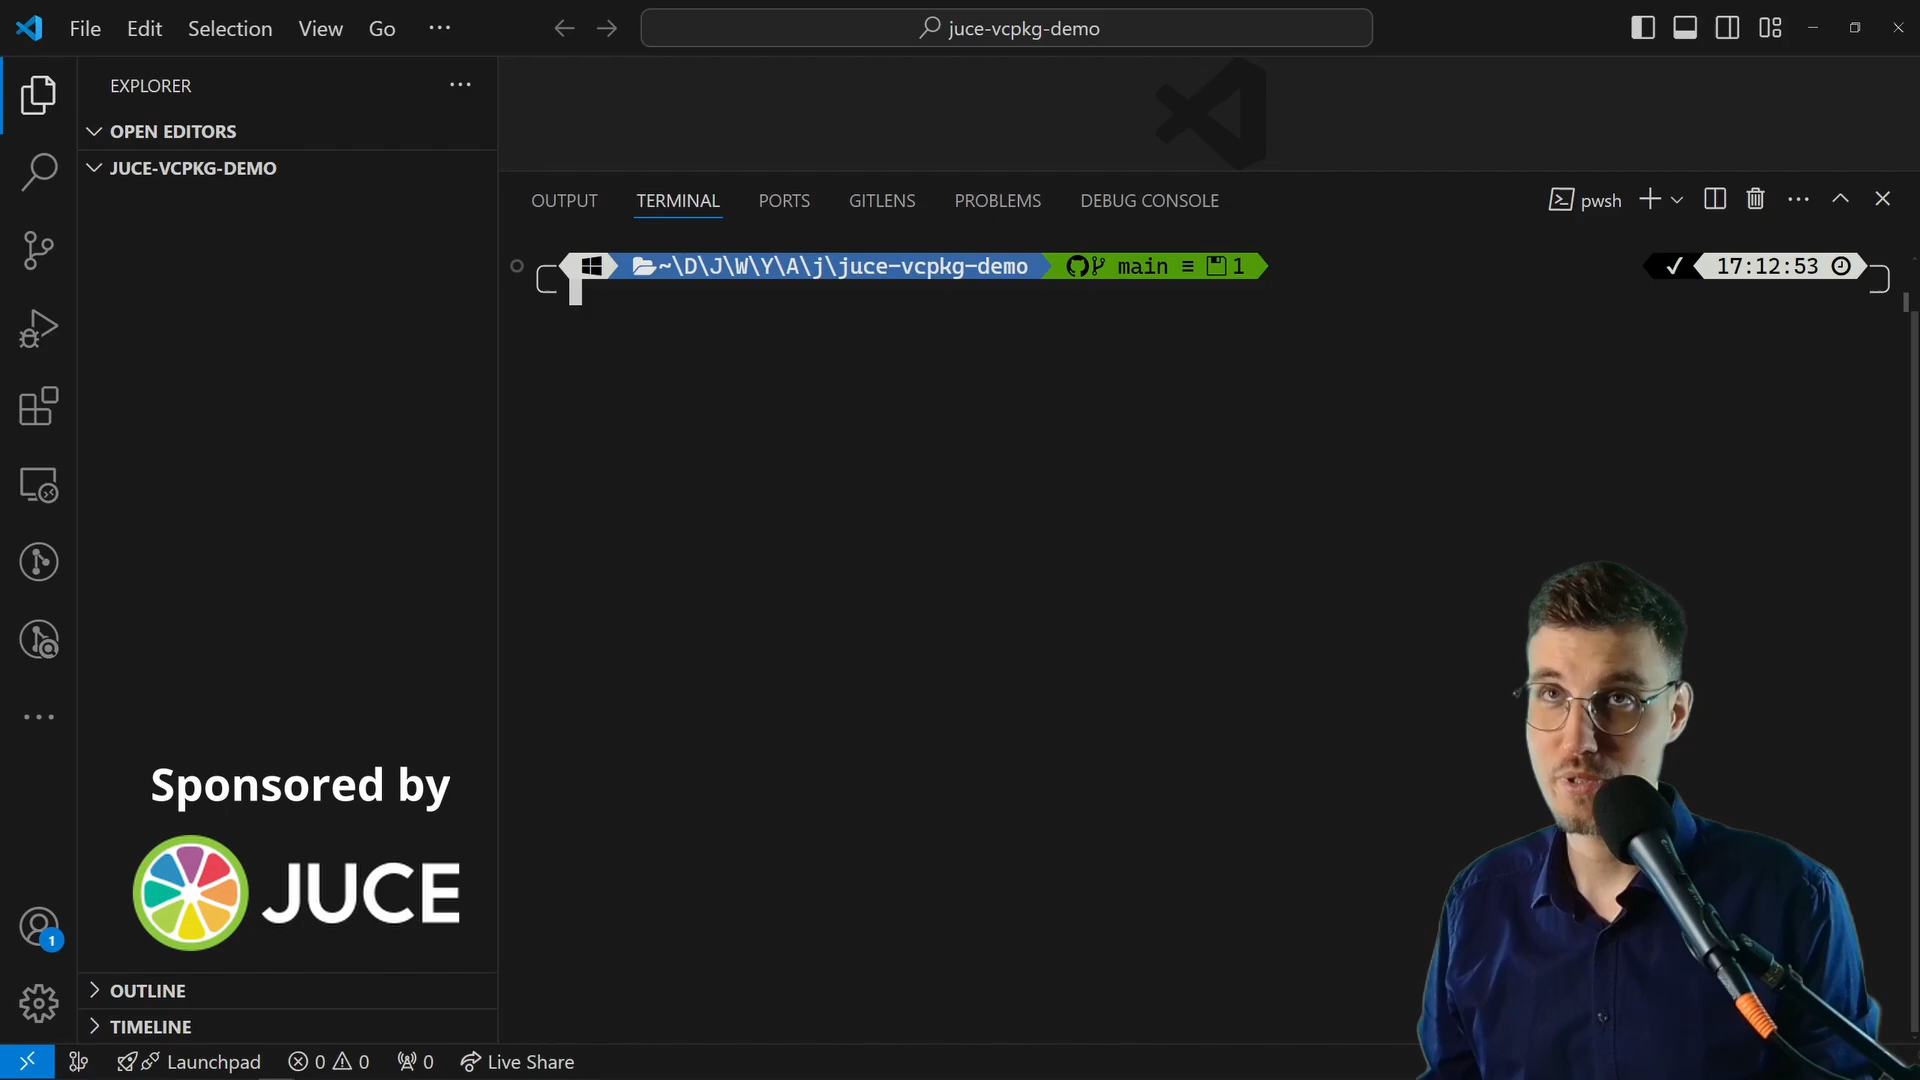 File Edit Selection View Go ···
juce-vcpkg-demo
EXPLORER
OPEN EDITORS
JUCE-VCPKG-DEMO
OUTPUT TERMINAL PORTS GITLENS PROBLEMS DEBUG CONSOLE
pwsh
~\D\J\W\Y\A\j\juce-vcpkg-demo main ≡ 1
✓ 17:12:53
Sponsored by
JUCE
1
OUTLINE
TIMELINE
Launchpad 0 0 0 Live Share